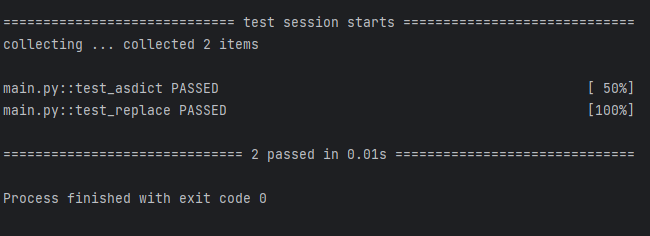 ============================= test session starts =============================
collecting ... collected 2 items
main.py::test_asdict PASSED [ 50%]
main.py::test_replace PASSED [100%]
============================== 2 passed in 0.01s ==============================
Process finished with exit code 0